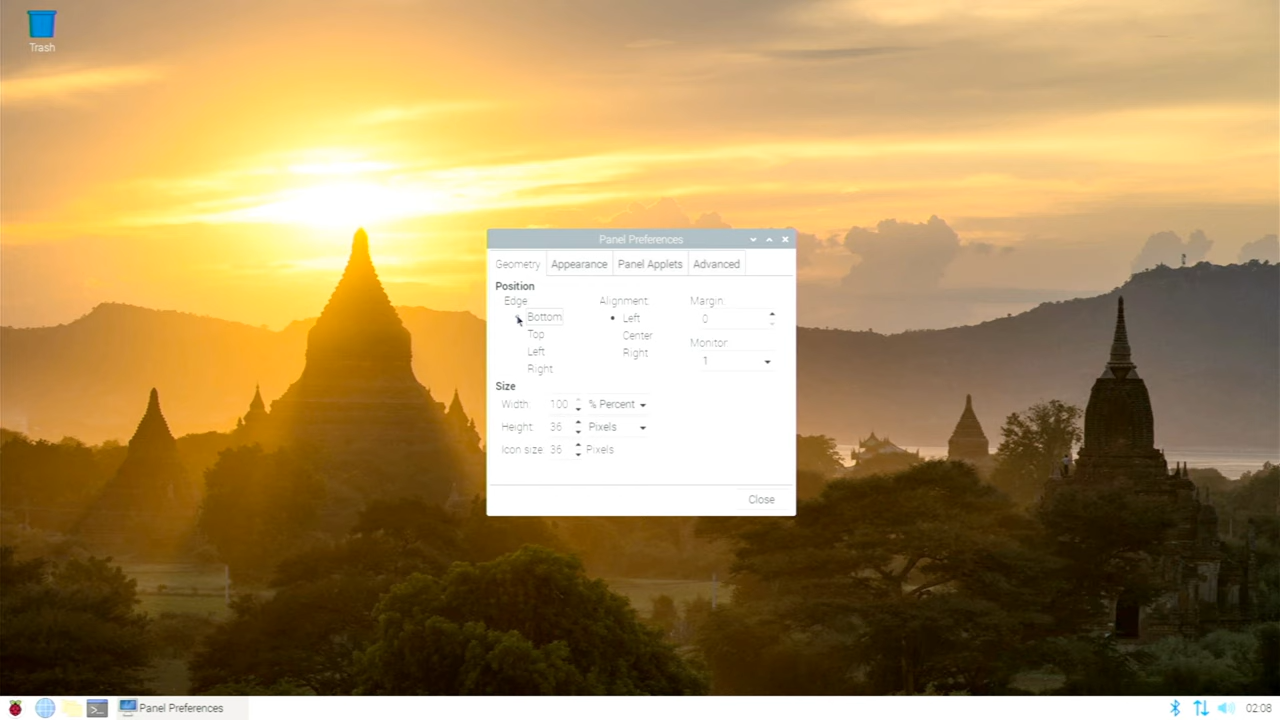 Trash
Panel Preferences
Geometry Appearance Panel Applets Advanced
Position
Edge: Alignment: Margin:
Bottom Left 0
Top Center
Left Right Monitor
Right 1
Size
Width: 100 % Percent
Height: 36 Pixels
Icon size: 36 Pixels
Close
>_ Panel Preferences 02:08